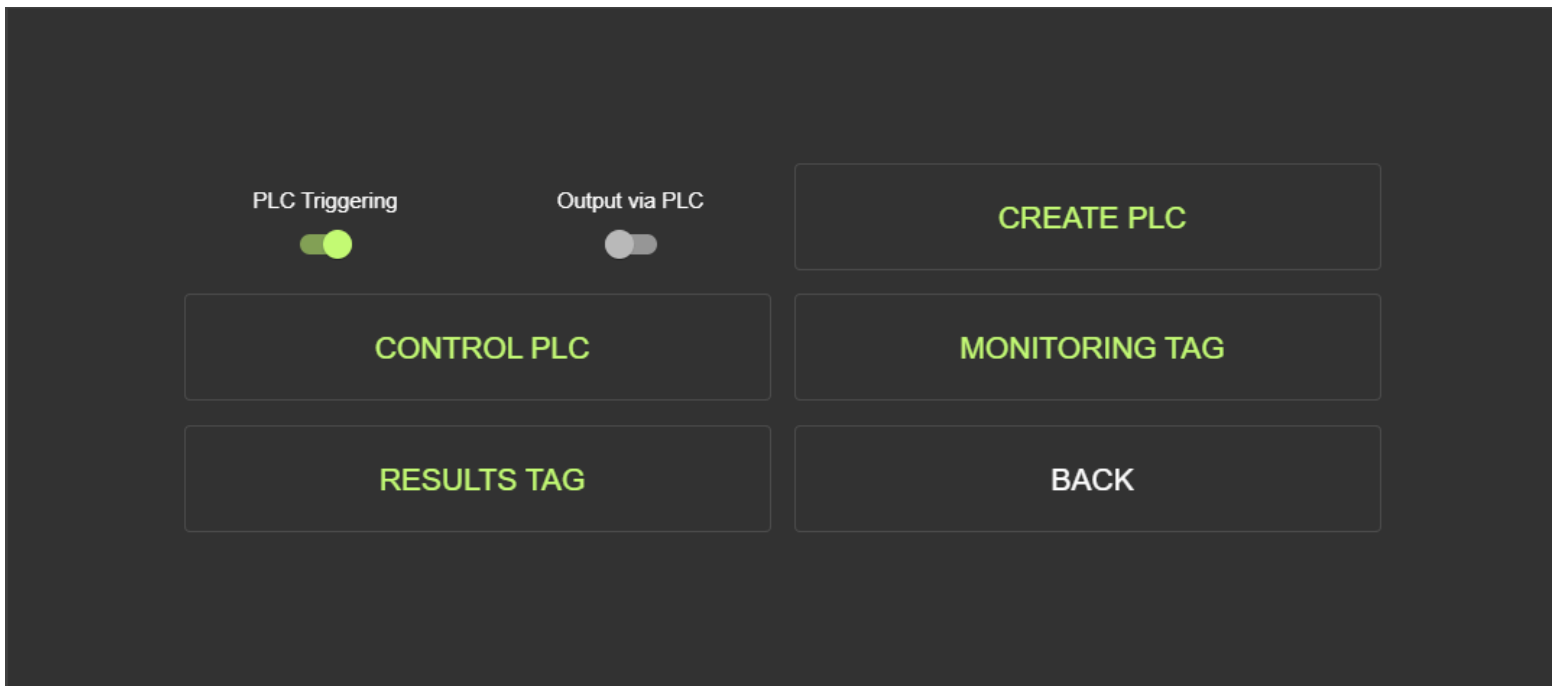 PLC Triggering
Output via PLC
CREATE PLC
CONTROL PLC
MONITORING TAG
RESULTS TAG
BACK